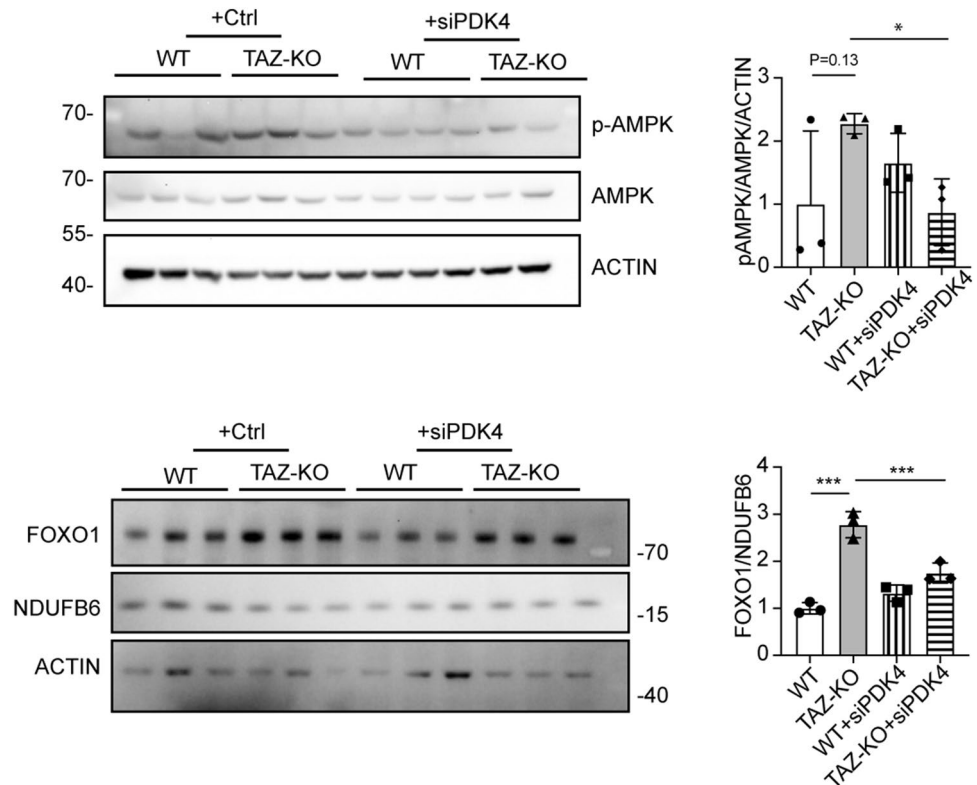 +Ctrl +siPDK4
WT TAZ-KO WT TAZ-KO
70- p-AMPK
70- AMPK
55-
40- ACTIN
pAMPK/AMPK/ACTIN
*
P=0.13
3
2
1
0
WT
TAZ-KO
WT+siPDK4
TAZ-KO+siPDK4
+Ctrl +siPDK4
WT TAZ-KO WT TAZ-KO
FOXO1 -70
NDUFB6 -15
ACTIN -40
FOXO1/NDUFB6
*** ***
4
3
2
1
0
WT
TAZ-KO
WT+siPDK4
TAZ-KO+siPDK4